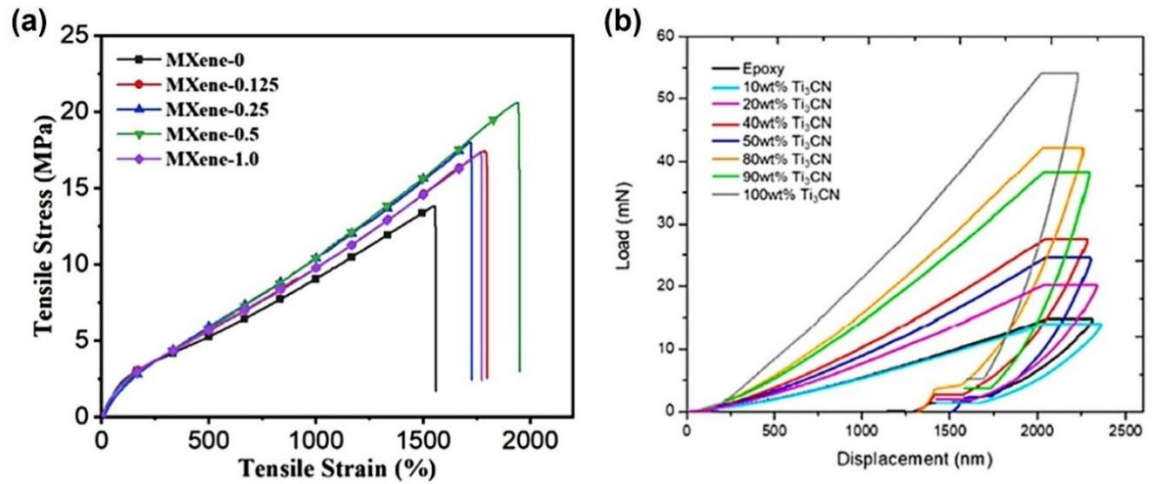 (a)
25
20
15
10
5
0
Tensile Stress (MPa)
MXene-0
MXene-0.125
MXene-0.25
MXene-0.5
MXene-1.0
0 500 1000 1500 2000
Tensile Strain (%)
(b)
60
50
40
30
20
10
0
Load (mN)
Epoxy
10wt% Ti₃CN
20wt% Ti₃CN
40wt% Ti₃CN
50wt% Ti₃CN
80wt% Ti₃CN
90wt% Ti₃CN
100wt% Ti₃CN
0 500 1000 1500 2000 2500
Displacement (nm)